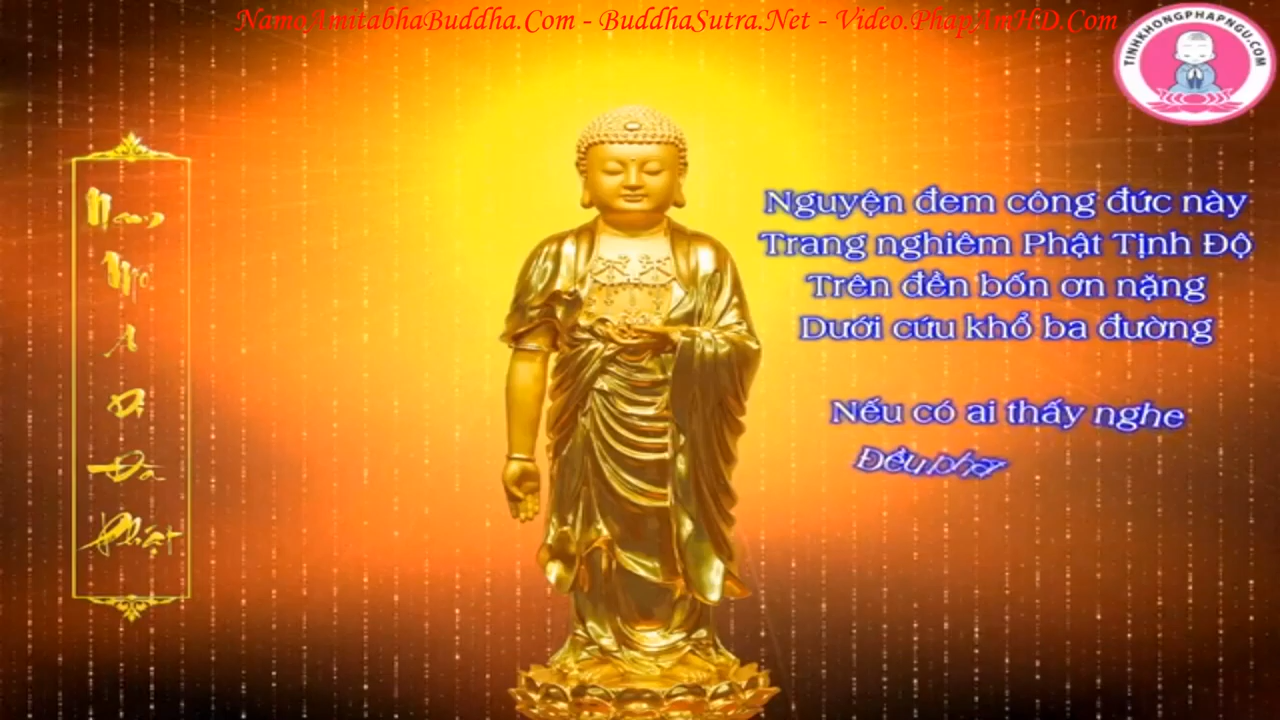 NamoAmitabhaBuddha.Com - BuddhaSutra.Net - Video.PhapAmHD.Com
TINHKHONGPHAPNGU.COM
Nam
Mô
A
Di
Đà
Phật
Nguyện đem công đức này
Trang nghiêm Phật Tịnh Độ
Trên đền bốn ơn nặng
Dưới cứu khổ ba đường
Nếu có ai thấy nghe
Đều